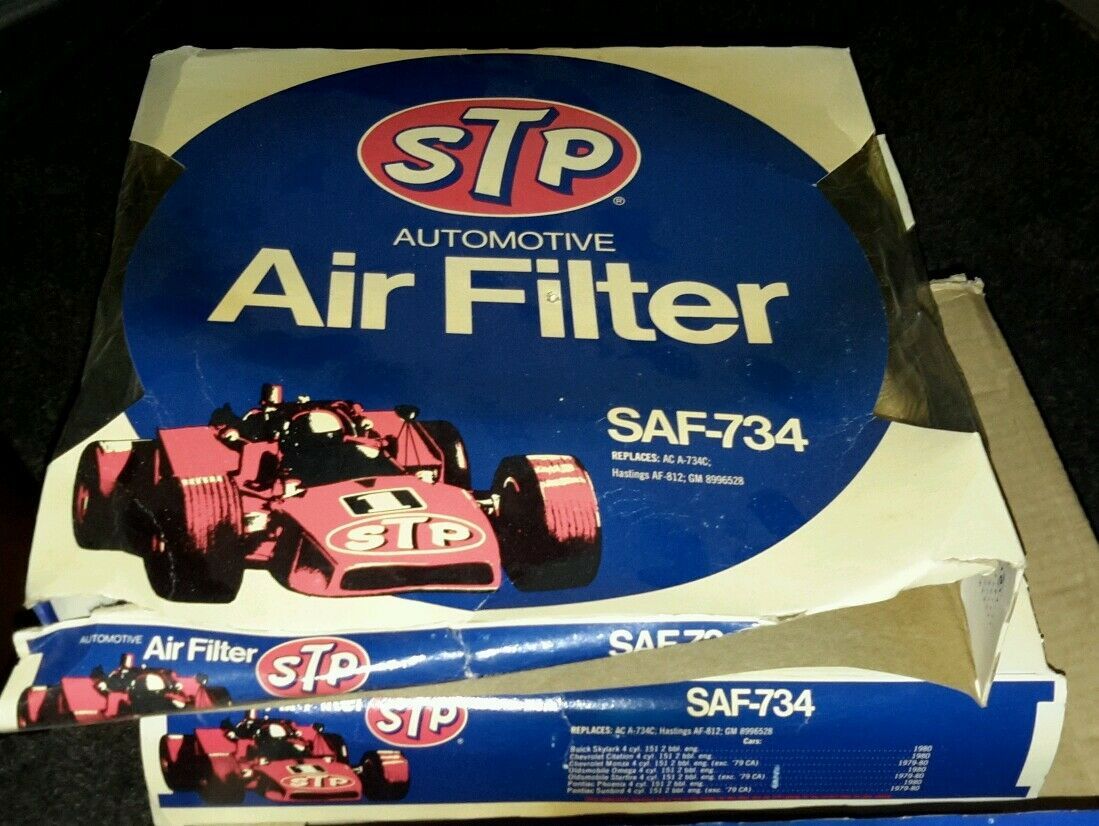 STP®
AUTOMOTIVE
Air Filter
SAF-734
REPLACES: AC A-734C;
Hastings AF-812; GM 8996528
1
STP
AUTOMOTIVE Air Filter STP
STP®
SAF-734
REPLACES: AC A-734C, Hastings AF-812; GM 8996528
Cars:
Buick Skylark 4 cyl. 151 2 bbl. eng. 1980
Chevrolet Citation 4 cyl. 151 2 bbl. eng. 1980
Chevrolet Monza 4 cyl. 151 2 bbl. eng. (exc. '79 CA) 1979-80
Oldsmobile Omega 4 cyl. 151 2 bbl. eng. 1980
Oldsmobile Starfire 4 cyl. 151 2 bbl. eng. (exc. '79 CA) 1979-80
Pontiac Phoenix 4 cyl. 151 2 bbl. eng. 1980
Pontiac Sunbird 4 cyl. 151 2 bbl. eng. (exc. '79 CA) 1979-80
1
STP